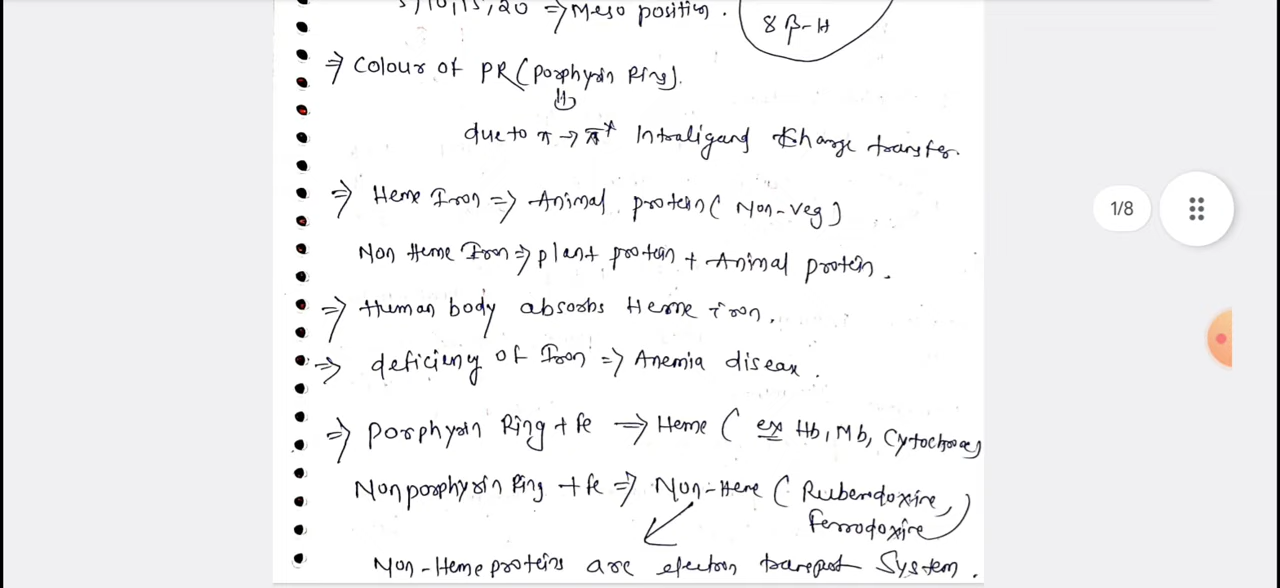 5,10,15,20 => Meso position.
8 β-H
=> Colour of PR (Porphyrin Ring).
due to π → π* Intraligand Charge transfer.
=> Heme Iron => Animal protein (Non-veg)
Non Heme Iron => plant protein + Animal protein.
=> Human body absorbs Heme iron.
=> deficiency of Iron => Anemia disease.
=> Porphyrin Ring + Fe => Heme (ex Hb, Mb, Cytochromes
Nonporphyrin Ring + Fe => Non-Heme (Ruberdoxine,
Ferrodoxine)
Non-Heme proteins are electron transport System.
1/8